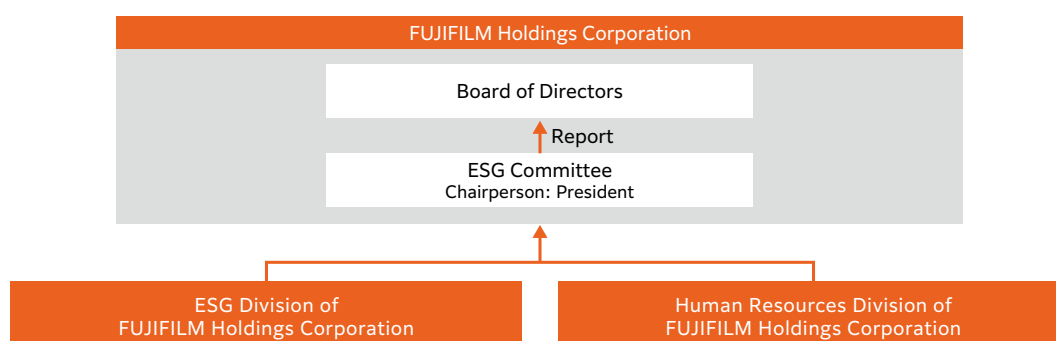 FUJIFILM Holdings Corporation
Board of Directors
Report
ESG Committee
Chairperson: President
ESG Division of
FUJIFILM Holdings Corporation
Human Resources Division of
FUJIFILM Holdings Corporation